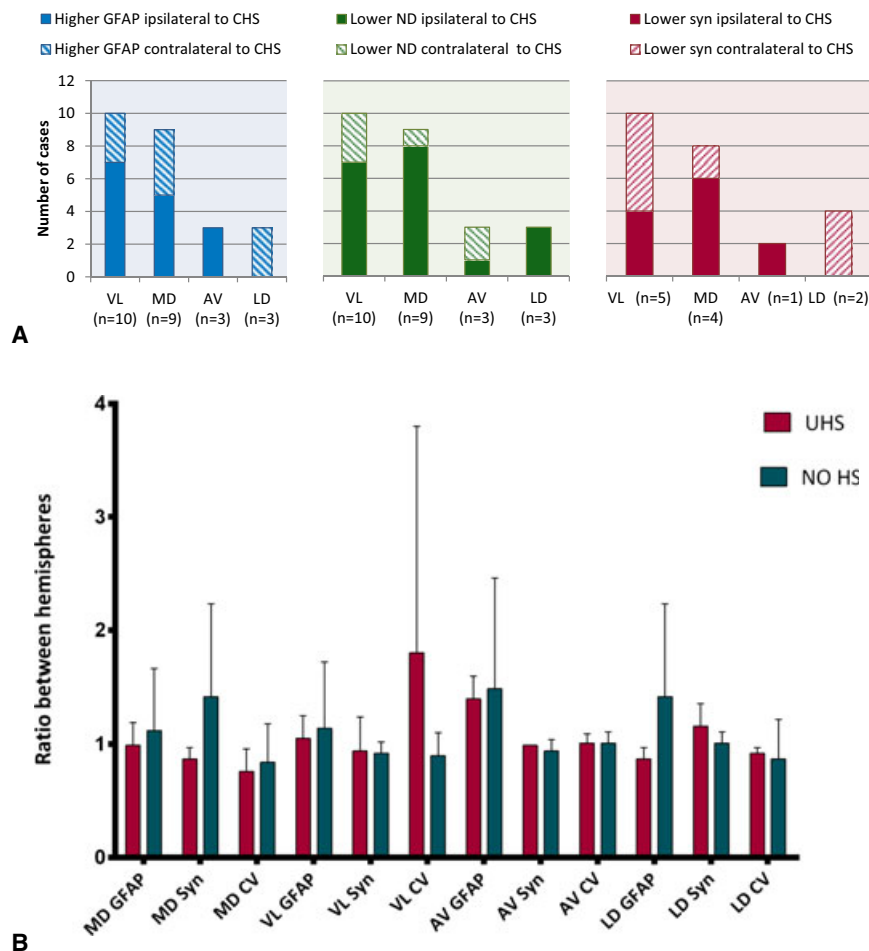 Higher GFAP ipsilateral to CHS
Lower ND ipsilateral to CHS
Lower syn ipsilateral to CHS
Higher GFAP contralateral to CHS
Lower ND contralateral to CHS
Lower syn contralateral to CHS
Number of cases
12
10
8
6
4
2
0
VL MD AV LD
(n=10) (n=9) (n=3) (n=3)
VL MD AV LD
(n=10) (n=9) (n=3) (n=3)
VL (n=5) MD AV (n=1) LD (n=2)
(n=4)
A
Ratio between hemispheres
4
3
2
1
0
UHS
NO HS
MD GFAP
MD Syn
MD CV
VL GFAP
VL Syn
VL CV
AV GFAP
AV Syn
AV CV
LD GFAP
LD Syn
LD CV
B